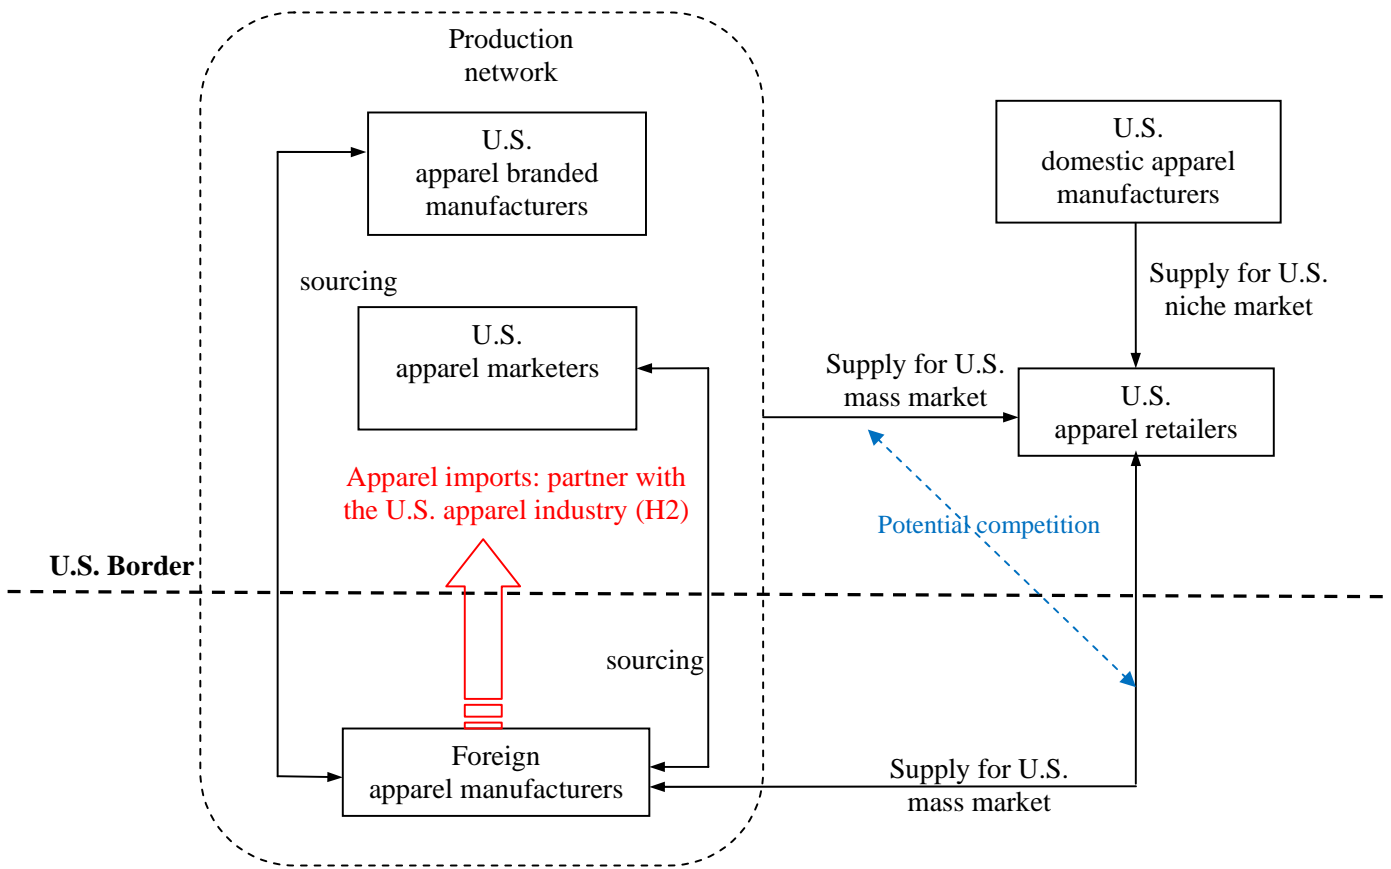 Production
network
U.S.
apparel branded
manufacturers
U.S.
domestic apparel
manufacturers
sourcing
Supply for U.S.
niche market
U.S.
apparel marketers
Supply for U.S.
mass market
U.S.
apparel retailers
Apparel imports: partner with
the U.S. apparel industry (H2)
Potential competition
U.S. Border
sourcing
Foreign
apparel manufacturers
Supply for U.S.
mass market